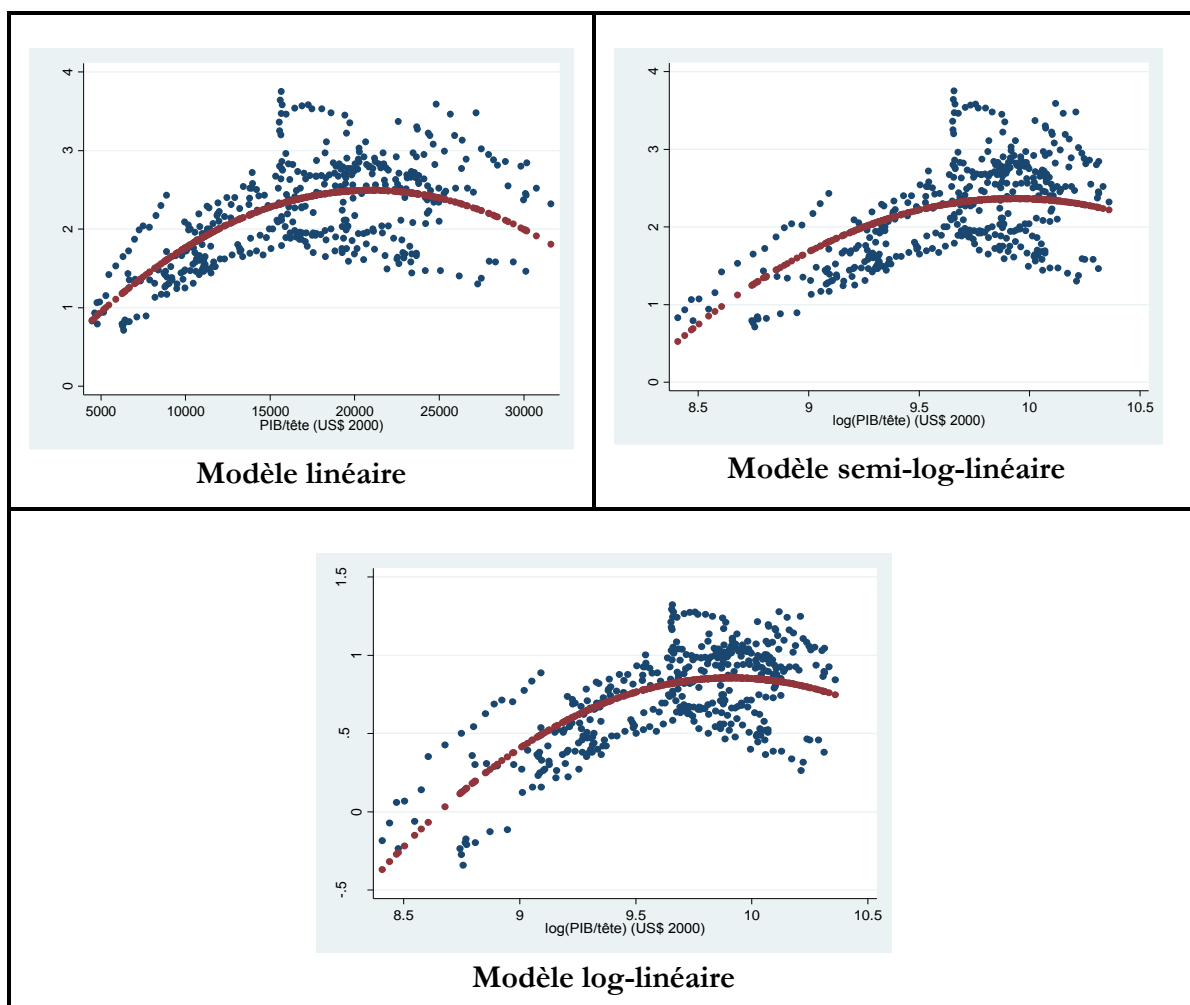 4
3
2
1
0
5000 10000 15000 20000 25000 30000
PIB/tête (US$ 2000)
Modèle linéaire
4
3
2
1
0
8.5 9 9.5 10 10.5
log(PIB/tête) (US$ 2000)
Modèle semi-log-linéaire
1.5
1
.5
0
-.5
8.5 9 9.5 10 10.5
log(PIB/tête) (US$ 2000)
Modèle log-linéaire